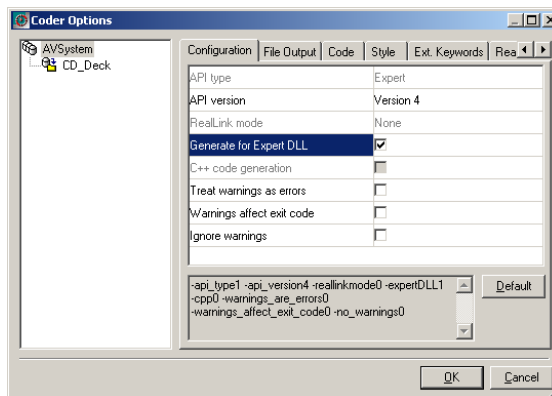 Coder Options
AVSystem
CD_Deck
Configuration File Output Code Style Ext. Keywords Rea
API type Expert
API version Version 4
RealLink mode None
Generate for Expert DLL
C++ code generation
Treat warnings as errors
Warnings affect exit code
Ignore warnings
-api_type1 -api_version4 -reallinkmode0 -expertDLL1
-cpp0 -warnings_are_errors0
-warnings_affect_exit_code0 -no_warnings0
Default
OK Cancel